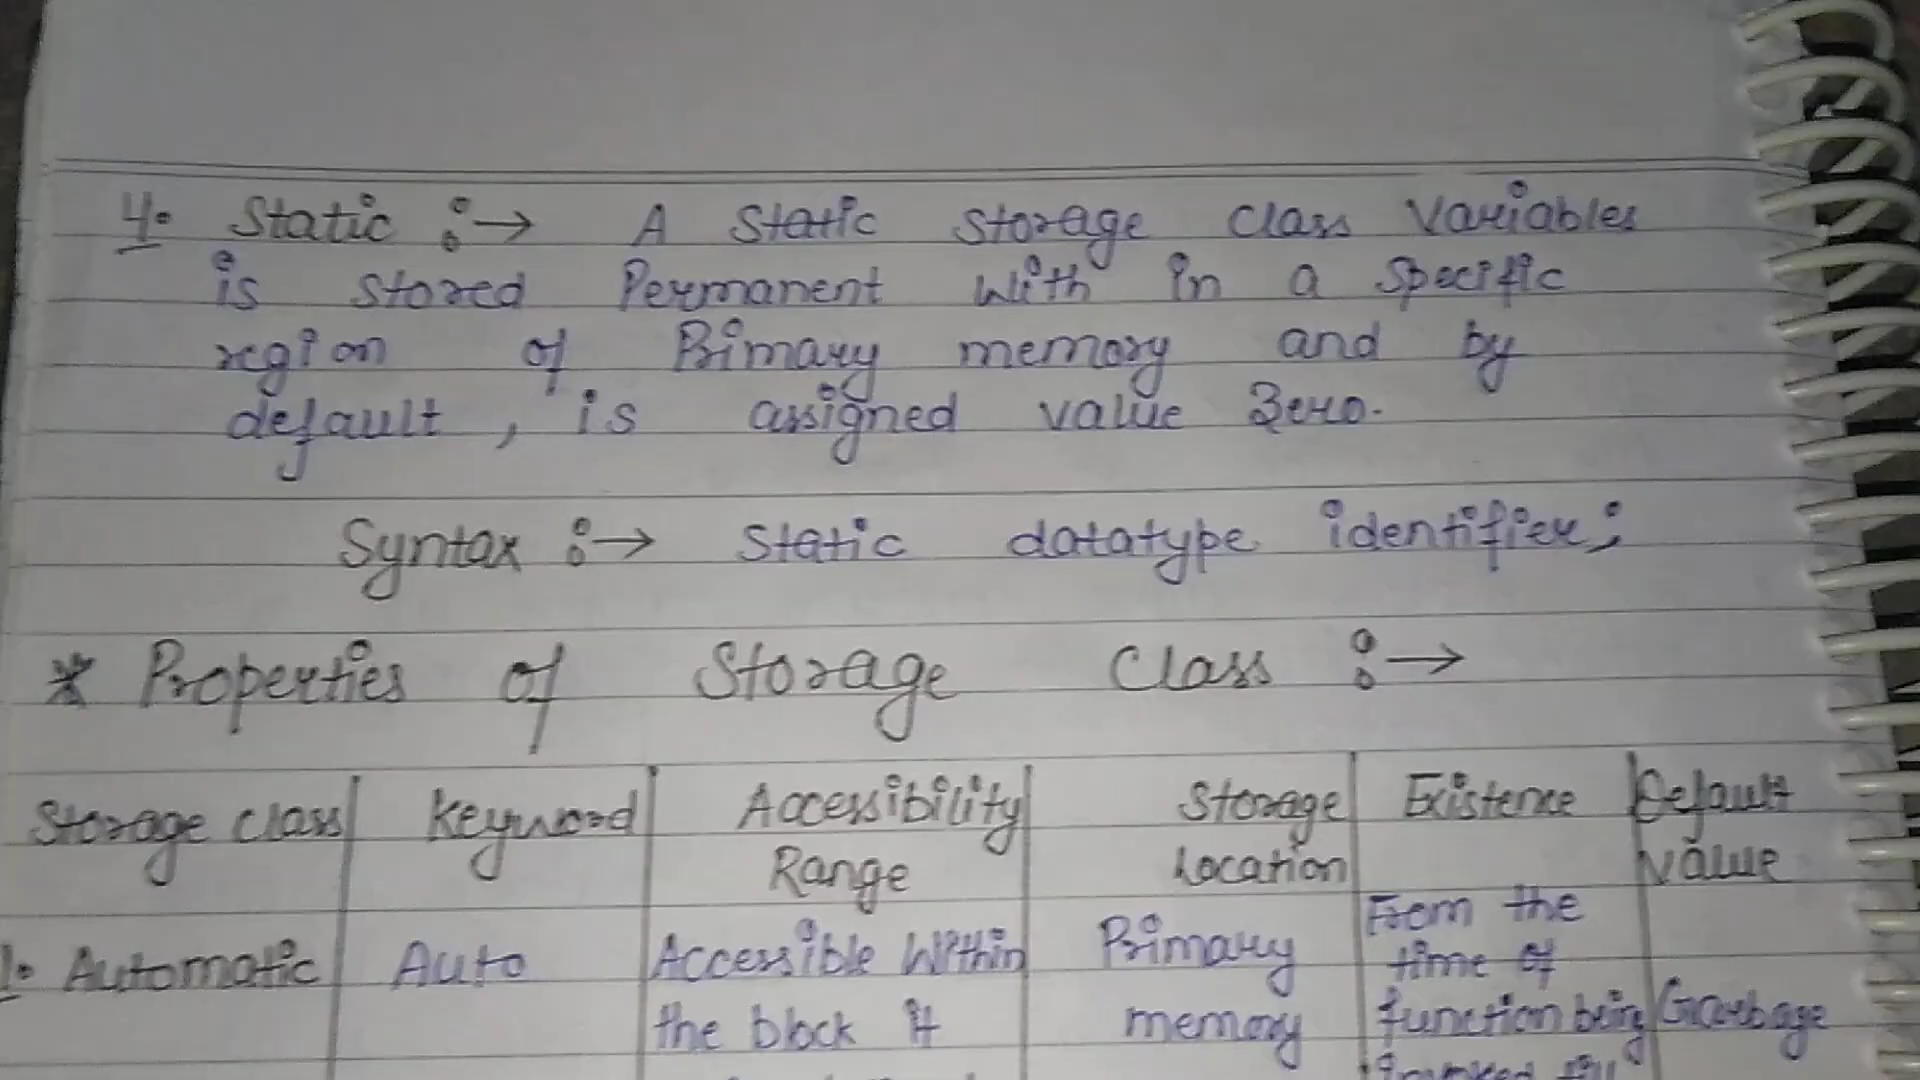 4. Static :→ A Static Storage Class Variables
is stored Permanent with in a Specific
region of Primary memory and by
default, is assigned value Zero.
Syntax :→ Static datatype identifier;
* Properties of Storage Class :→
Storage class Keyword Accessibility Range Storage Location Existence Default Value
1. Automatic Auto Accessible Within the block it Primary memory From the time of function being Garbage